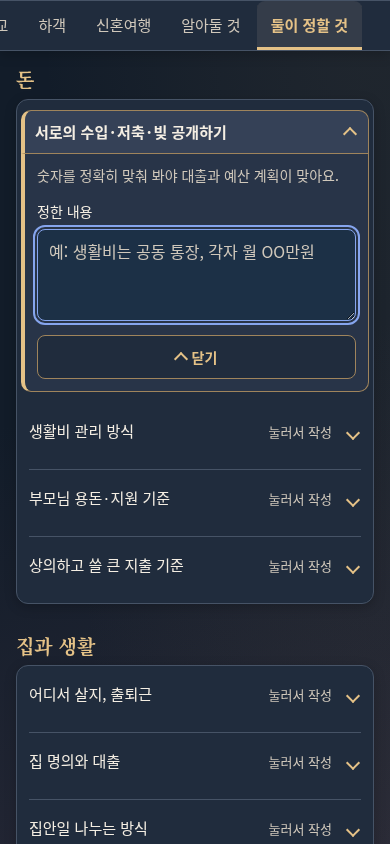 교
하객
신혼여행
알아둘 것
둘이 정할 것
돈
서로의 수입·저축·빚 공개하기
숫자를 정확히 맞춰 봐야 대출과 예산 계획이 맞아요.
정한 내용
예: 생활비는 공동 통장, 각자 월 OO만원
닫기
생활비 관리 방식
눌러서 작성
부모님 용돈·지원 기준
눌러서 작성
상의하고 쓸 큰 지출 기준
눌러서 작성
집과 생활
어디서 살지, 출퇴근
눌러서 작성
집 명의와 대출
눌러서 작성
집안일 나누는 방식
눌러서 작성